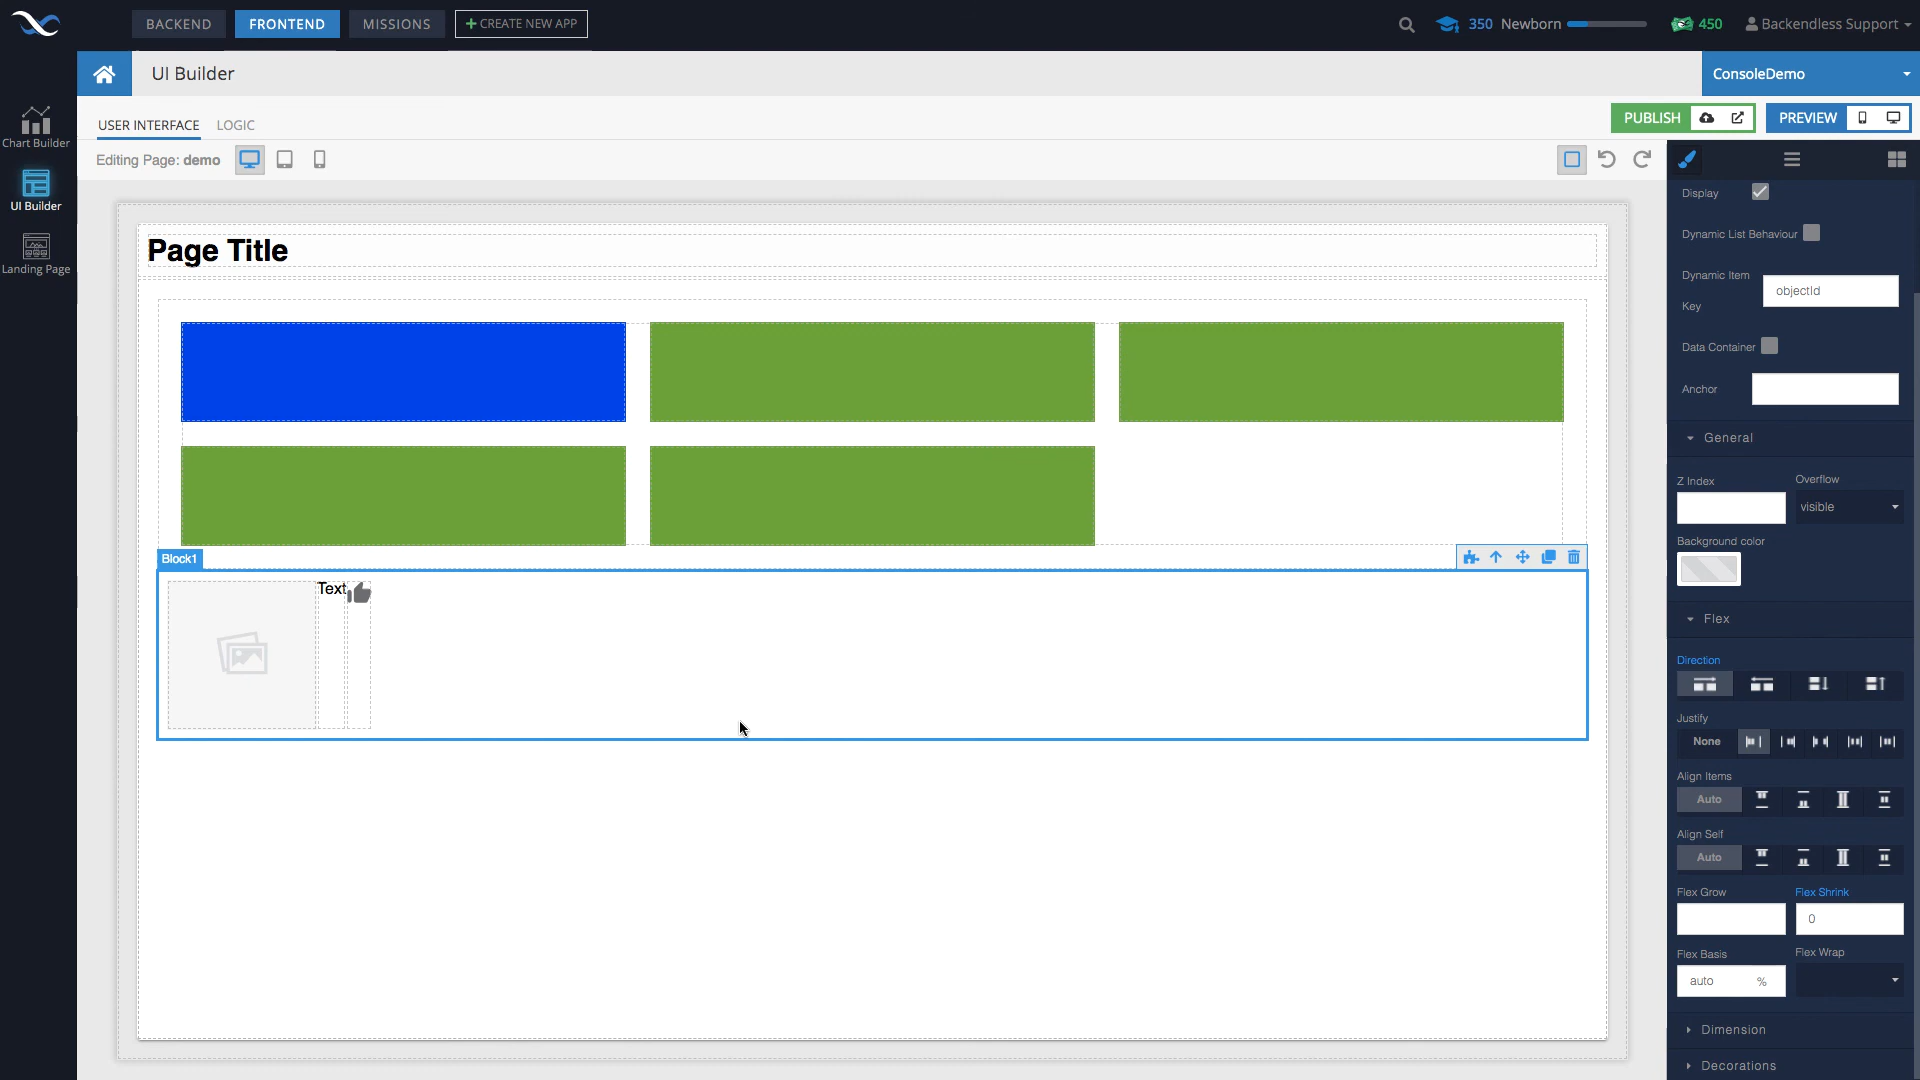 BACKEND
FRONTEND
MISSIONS
+ CREATE NEW APP
350 Newborn
450
Backendless Support
UI Builder
ConsoleDemo
Chart Builder
UI Builder
Landing Page
USER INTERFACE
LOGIC
PUBLISH
PREVIEW
Editing Page: demo
Page Title
Block1
Text
Display
Dynamic List Behaviour
Dynamic Item
Key
objectId
Data Container
Anchor
General
Z Index
Overflow
visible
Background color
Flex
Direction
Justify
None
Align Items
Auto
Align Self
Auto
Flex Grow
Flex Shrink
0
Flex Basis
Flex Wrap
auto %
Dimension
Decorations